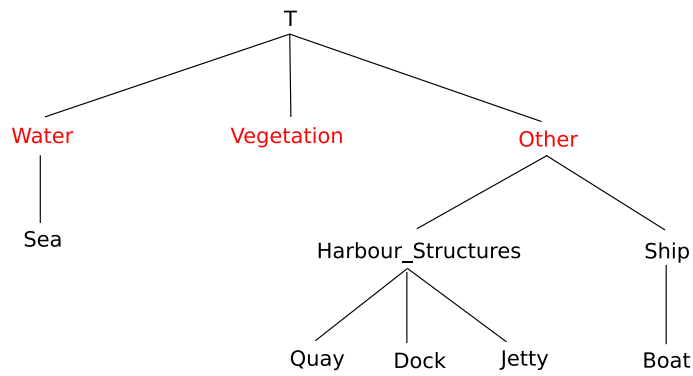 T
Water Vegetation Other
Sea Harbour_Structures Ship
Quay Dock Jetty Boat